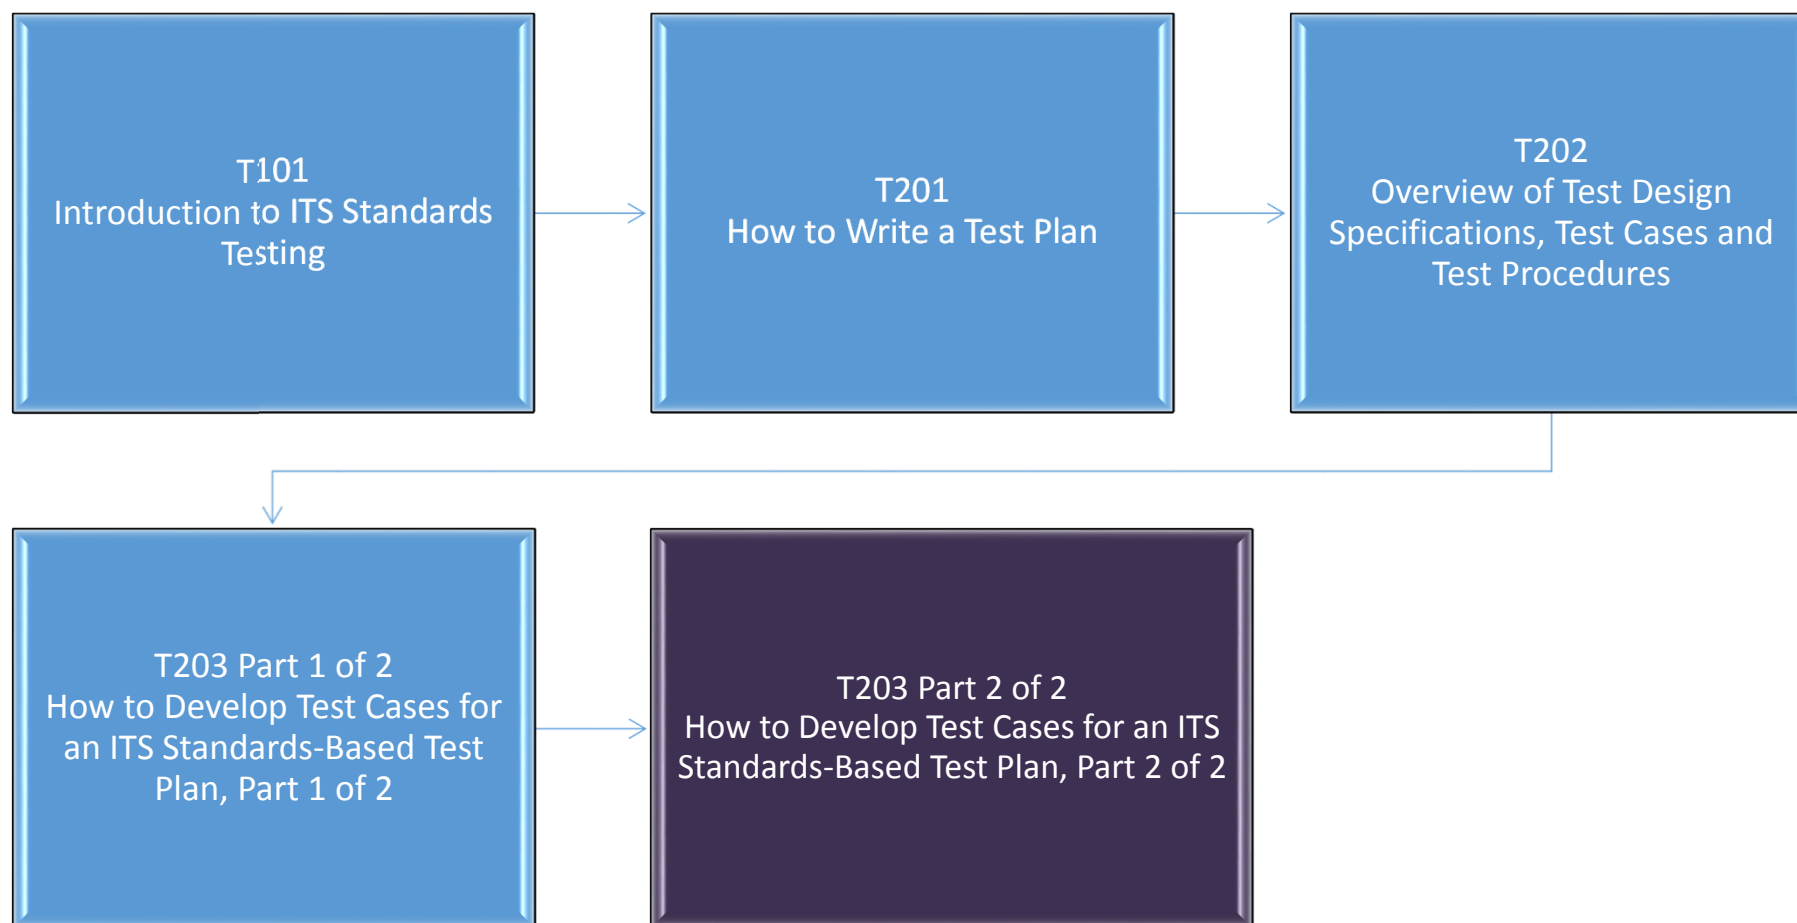 T101
Introduction to ITS Standards
Testing
T201
How to Write a Test Plan
T202
Overview of Test Design
Specifications, Test Cases and
Test Procedures
T203 Part 1 of 2
How to Develop Test Cases for
an ITS Standards-Based Test
Plan, Part 1 of 2
T203 Part 2 of 2
How to Develop Test Cases for an ITS
Standards-Based Test Plan, Part 2 of 2